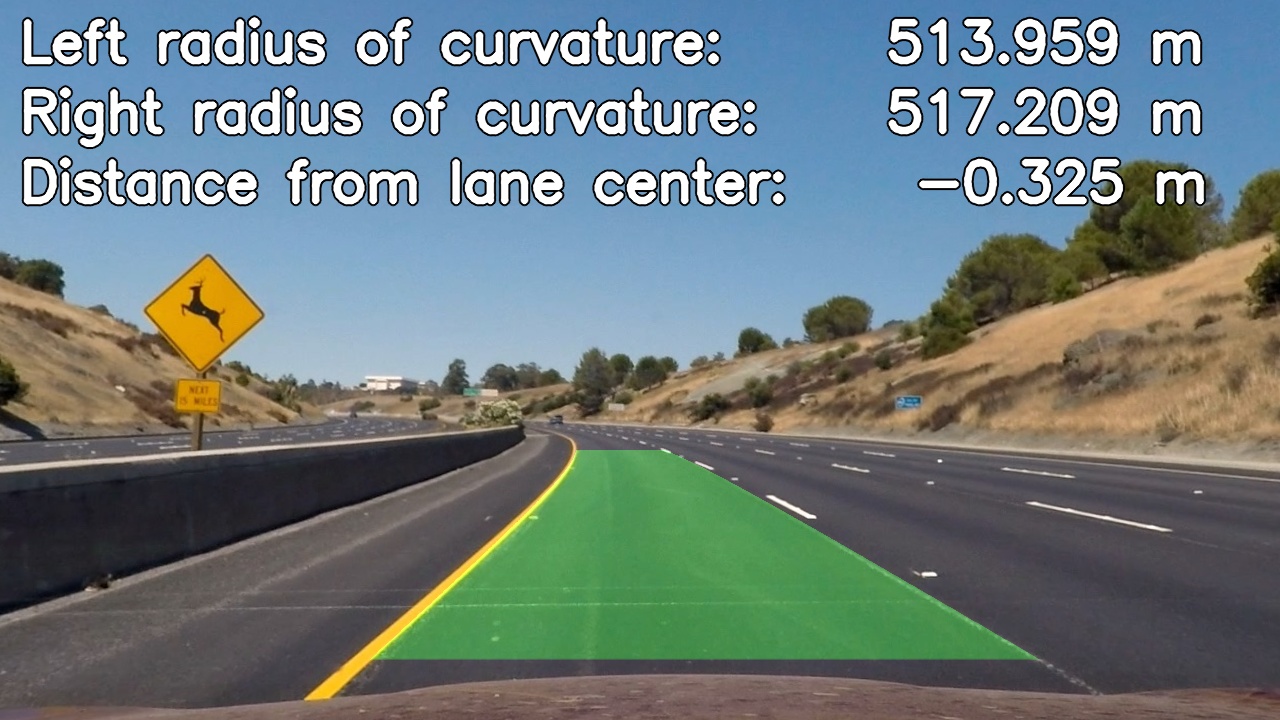 Left radius of curvature: 513.959 m
Right radius of curvature: 517.209 m
Distance from lane center: −0.325 m
NEXT
15 MILES